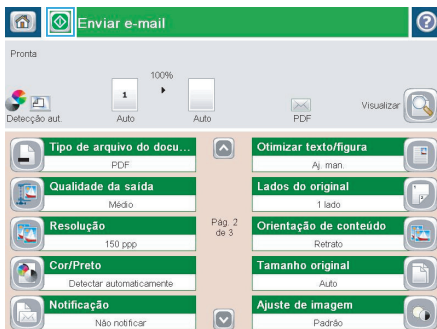 Enviar e-mail
Pronta
100%
1
Detecção aut.
Auto
Auto
PDF
Visualizar
Tipo de arquivo do docu...
PDF
Otimizar texto/figura
Aj. man.
Qualidade da saída
Médio
Lados do original
1 lado
Pág. 2
de 3
Resolução
150 ppp
Orientação de conteúdo
Retrato
Cor/Preto
Detectar automaticamente
Tamanho original
Auto
Notificação
Não notificar
Ajuste de imagem
Padrão